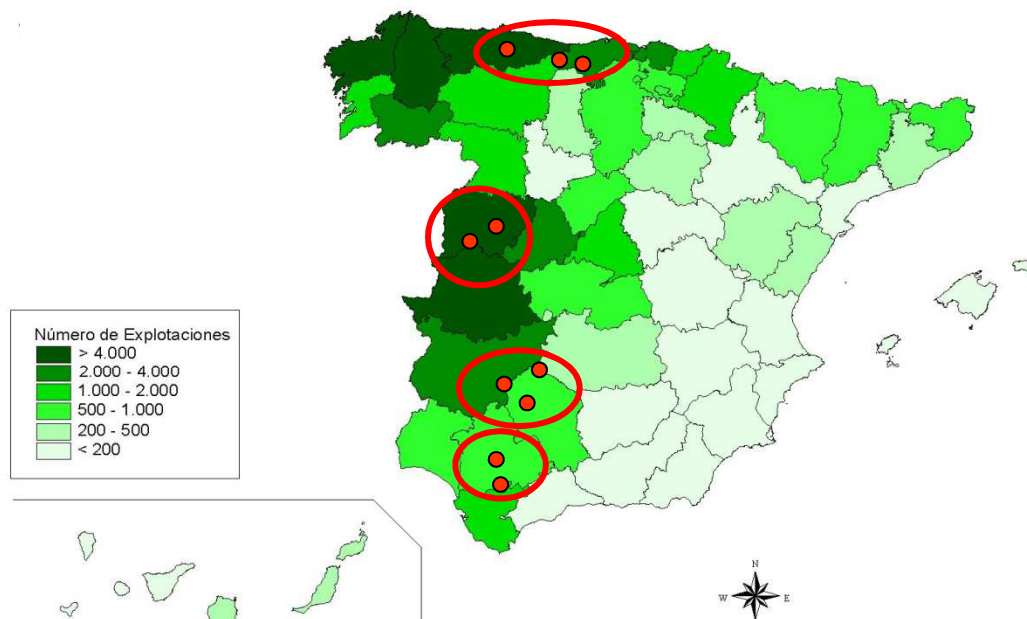 Número de Explotaciones
> 4.000
2.000 - 4.000
1.000 - 2.000
500 - 1.000
200 - 500
< 200
N
W E
S